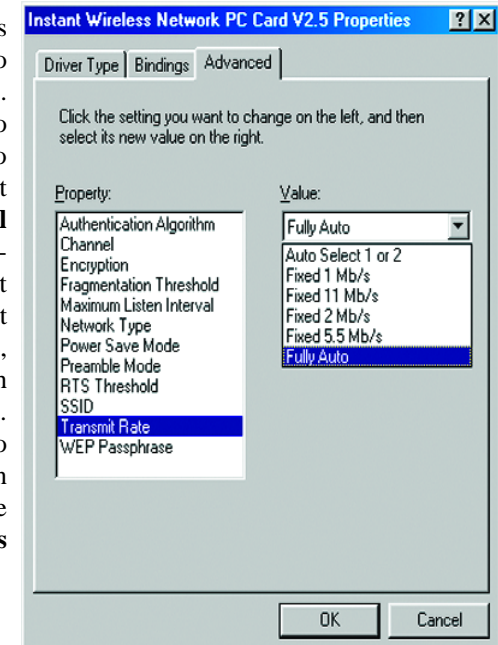 Instant Wireless Network PC Card V2.5 Properties
Driver Type Bindings Advanced
Click the setting you want to change on the left, and then
select its new value on the right.
Property:
Authentication Algorithm
Channel
Encryption
Fragmentation Threshold
Maximum Listen Interval
Network Type
Power Save Mode
Preamble Mode
RTS Threshold
SSID
Transmit Rate
WEP Passphrase
Value:
Fully Auto
Auto Select 1 or 2
Fixed 1 Mb/s
Fixed 11 Mb/s
Fixed 2 Mb/s
Fixed 5.5 Mb/s
Fully Auto
OK Cancel